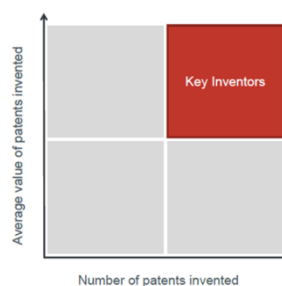 Average value of patents invented
Key Inventors
Number of patents invented